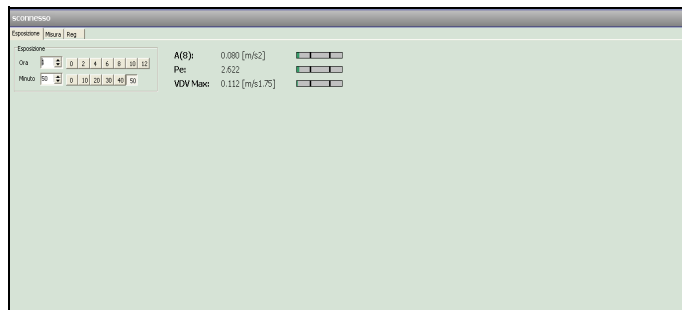 sconnesso
Esposizione Misura Reg
Esposizione
Ora 1 0 2 4 6 8 10 12
Minuto 50 0 10 20 30 40 50
A(8): 0.080 [m/s2]
Pe: 2.622
VDV Max: 0.112 [m/s1.75]